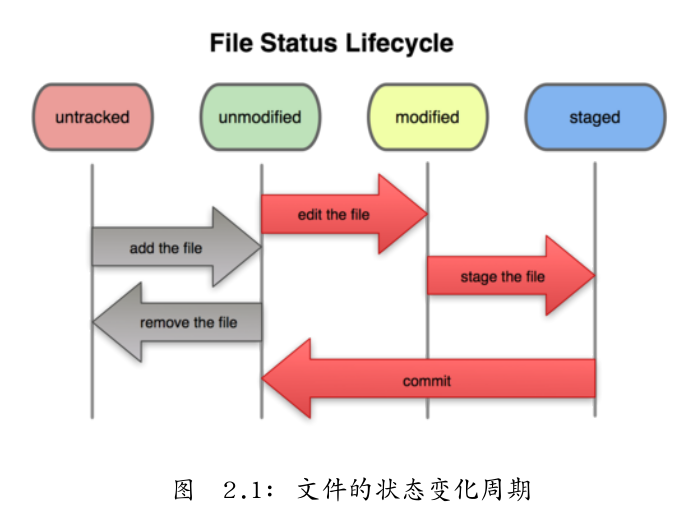 File Status Lifecycle
untracked unmodified modified staged
edit the file
add the file
stage the file
remove the file
commit
图 2.1: 文件的状态变化周期